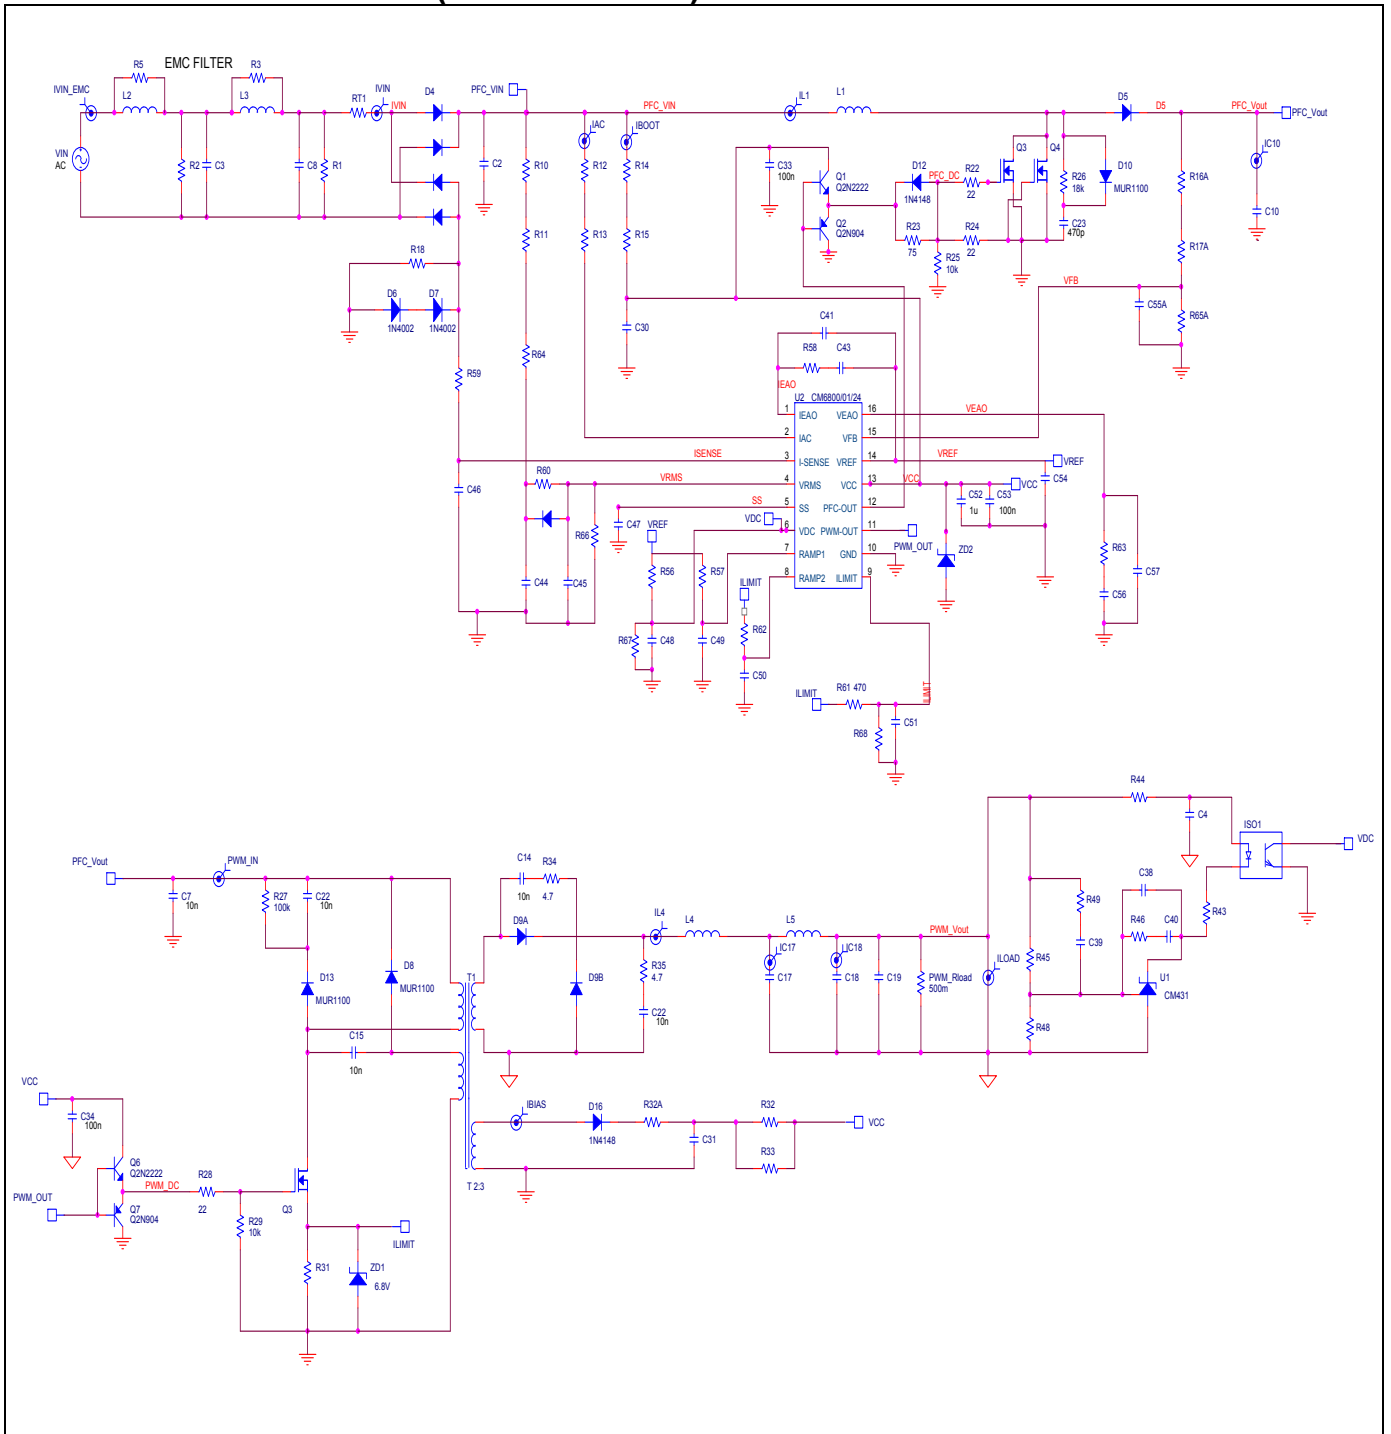 EMC FILTER
R5
R3
IVIN_EMC
L2
L3
RT1
IVIN
IVIN
D4
PFC_VIN
PFC_VIN
IL1
L1
D5
D5
PFC_Vout
PFC_Vout
VIN
AC
R2
C3
C8
R1
C2
R10
IAC
R12
IBOOT
R14
C33
100n
Q1
Q2N2222
D12
1N4148
PFC_DC
R22
22
Q3
Q4
R26
18k
D10
MUR1100
R16A
IC10
C10
R11
R13
R15
Q2
Q2N904
R23
75
R24
22
C23
470p
R25
10k
R17A
R18
D6
1N4002
D7
1N4002
VFB
C55A
R65A
C30
C41
R58
C43
R64
R59
IEAO
U2 CM6800/01/24
1
IEAO
VEAO
16
VEAO
2
IAC
VFB
15
ISENSE
3
I-SENSE
VREF
14
VREF
VREF
VRMS
4
VRMS
VCC
13
VCC
VCC
SS
5
SS
PFC-OUT
12
VDC
6
VDC
PWM-OUT
11
PWM_OUT
7
RAMP1
GND
10
8
RAMP2
ILIMIT
9
C46
R60
R66
C44
C45
C47
VREF
R56
R57
ILIMIT
R62
R67
C48
C49
C50
C52
1u
C53
100n
C54
ZD2
R63
C57
C56
ILIMIT
R61 470
ILIMIT
R68
C51
R44
C4
ISO1
VDC
PFC_Vout
C7
10n
PWM_IN
R27
100k
C22
10n
C14
10n
R34
4.7
D9A
IL4
L4
L5
PWM_Vout
R49
C38
R46
C40
R43
C39
D13
MUR1100
D8
MUR1100
T1
D9B
R35
4.7
C22
10n
IC17
C17
IC18
C18
C19
PWM_Rload
500m
ILOAD
R45
U1
CM431
R48
C15
10n
VCC
C34
100n
IBIAS
D16
1N4148
R32A
C31
R32
R33
VCC
T 2:3
Q6
Q2N2222
PWM_DC
R28
22
PWM_OUT
Q7
Q2N904
R29
10k
Q3
ILIMIT
R31
ZD1
6.8V